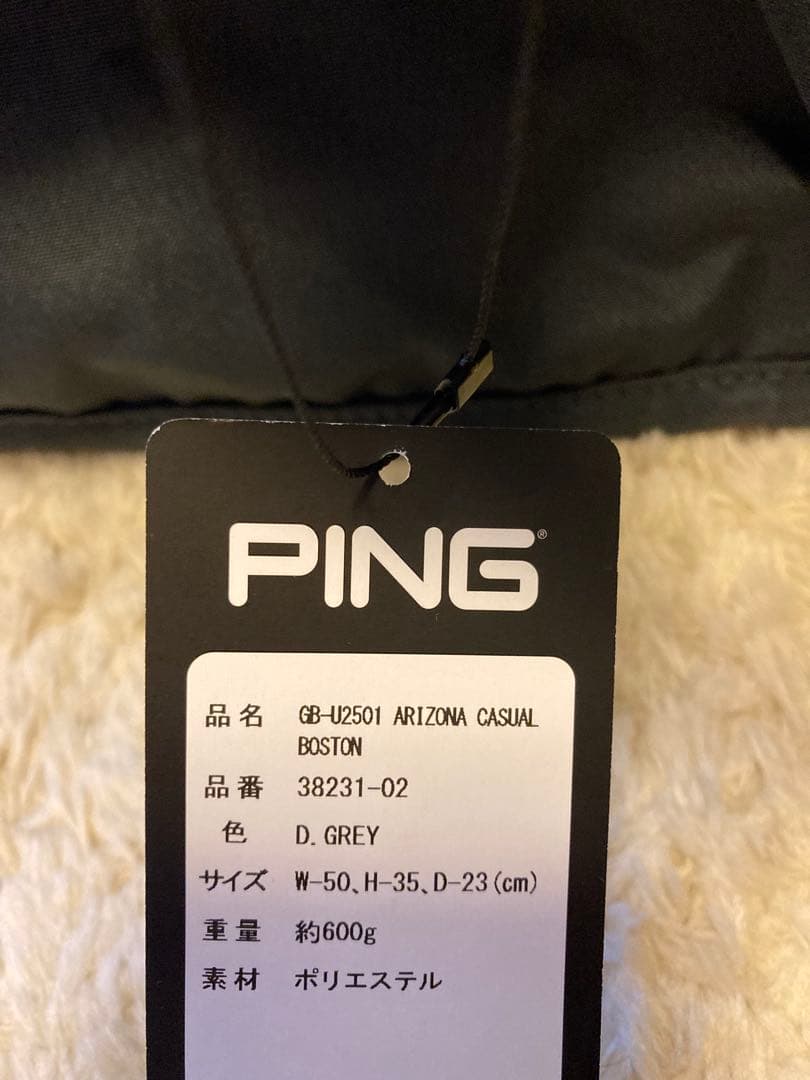 PING®
品名 GB-U2501 ARIZONA CASUAL
BOSTON
品番 38231-02
色 D.GREY
サイズ W-50、H-35、D-23(cm)
重量 約600g
素材 ポリエステル